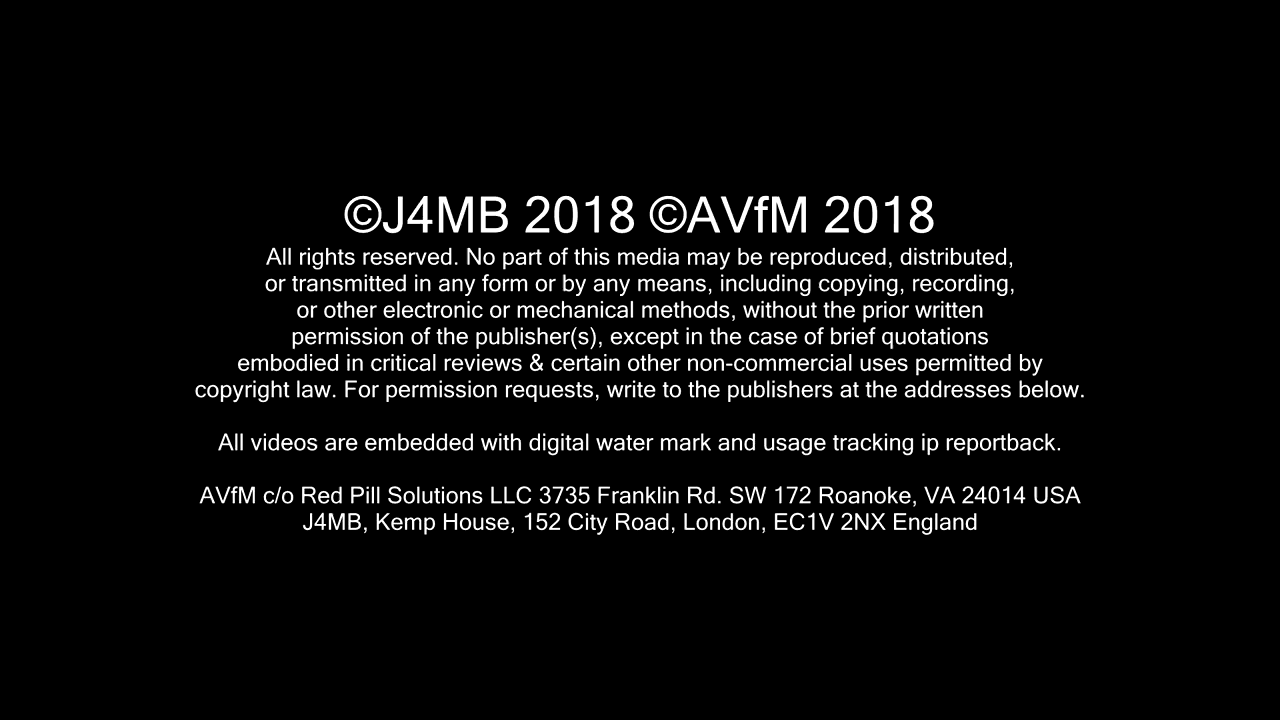 ©J4MB 2018 ©AVfM 2018
All rights reserved. No part of this media may be reproduced, distributed,
or transmitted in any form or by any means, including copying, recording,
or other electronic or mechanical methods, without the prior written
permission of the publisher(s), except in the case of brief quotations
embodied in critical reviews & certain other non-commercial uses permitted by
copyright law. For permission requests, write to the publishers at the addresses below.
All videos are embedded with digital water mark and usage tracking ip reportback.
AVfM c/o Red Pill Solutions LLC 3735 Franklin Rd. SW 172 Roanoke, VA 24014 USA
J4MB, Kemp House, 152 City Road, London, EC1V 2NX England